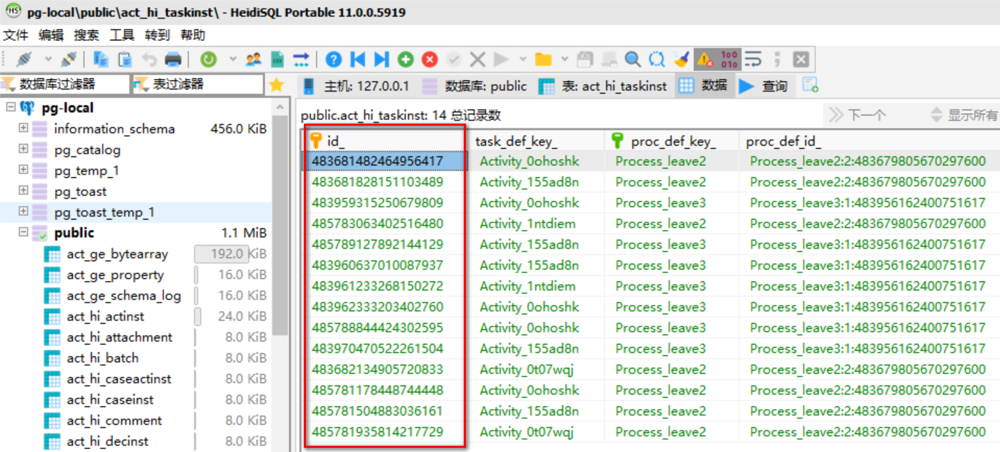 pg-local\public\act_hi_taskinst\ - HeidiSQL Portable 11.0.0.5919
文件 编辑 搜索 工具 转到 帮助
数据库过滤器 表过滤器 主机: 127.0.0.1 数据库: public 表: act_hi_taskinst 数据 查询
pg-local
information_schema 456.0 KiB
pg_catalog
pg_temp_1
pg_toast
pg_toast_temp_1
public 1.1 MiB
act_ge_bytearray 192.0 KiB
act_ge_property 16.0 KiB
act_ge_schema_log 16.0 KiB
act_hi_actinst 24.0 KiB
act_hi_attachment 8.0 KiB
act_hi_batch 8.0 KiB
act_hi_caseactinst 8.0 KiB
act_hi_caseinst 8.0 KiB
act_hi_comment 8.0 KiB
act_hi_decinst 8.0 KiB
public.act_hi_taskinst: 14 总记录数 下一个 显示所有
id_ task_def_key_ proc_def_key_ proc_def_id_
483681482464956417 Activity_0ohoshk Process_leave2 Process_leave2:2:483679805670297600
483681828151103489 Activity_155ad8n Process_leave2 Process_leave2:2:483679805670297600
483959315250679809 Activity_0ohoshk Process_leave3 Process_leave3:1:483956162400751617
485783063402516480 Activity_1ntdiem Process_leave2 Process_leave2:2:483679805670297600
485789127892144129 Activity_155ad8n Process_leave3 Process_leave3:1:483956162400751617
483960637010087937 Activity_155ad8n Process_leave3 Process_leave3:1:483956162400751617
483961233268150272 Activity_1ntdiem Process_leave3 Process_leave3:1:483956162400751617
483962333203402760 Activity_0ohoshk Process_leave3 Process_leave3:1:483956162400751617
485788844424302595 Activity_0ohoshk Process_leave3 Process_leave3:1:483956162400751617
483970470522261504 Activity_155ad8n Process_leave3 Process_leave3:1:483956162400751617
483682134905720833 Activity_0t07wqj Process_leave2 Process_leave2:2:483679805670297600
485781178448744448 Activity_0ohoshk Process_leave2 Process_leave2:2:483679805670297600
485781504883036161 Activity_155ad8n Process_leave2 Process_leave2:2:483679805670297600
485781935814217729 Activity_0t07wqj Process_leave2 Process_leave2:2:483679805670297600